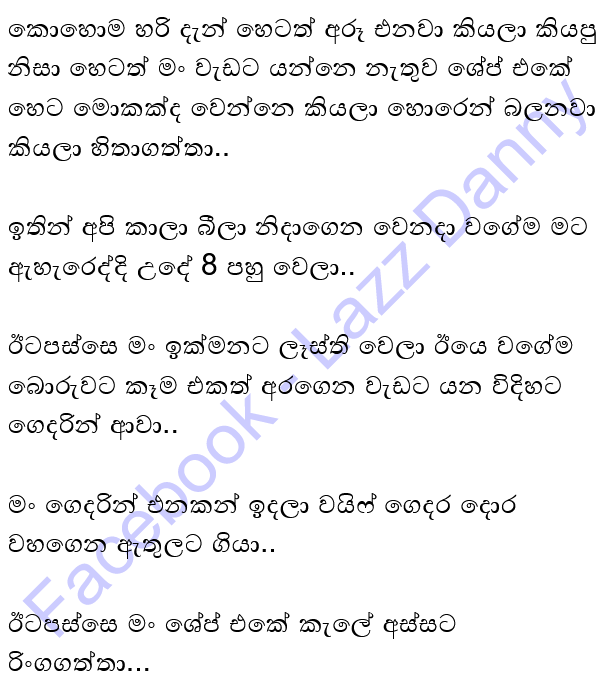 කොහොම හරි දැන් හෙටත් අරූ එනවා කියලා කියපු
නිසා හෙටත් මං වැඩට යන්නෙ නැතුව ශේප් එකේ
හෙට මොකක්ද වෙන්නෙ කියලා හොරෙන් බලනවා
කියලා හිතාගත්තා..
ඉතින් අපි කාලා බීලා නිදාගෙන වෙනදා වගේම මට
ඇහැරෙද්දි උදේ 8 පහු වෙලා..
ඊටපස්සෙ මං ඉක්මනට ලෑස්ති වෙලා ඊයෙ වගේම
බොරුවට කෑම එකත් අරගෙන වැඩට යන විදිහට
ගෙදරින් ආවා..
මං ගෙදරින් එනකන් ඉදලා වයිෆ් ගෙදර දොර
වහගෙන ඇතුලට ගියා..
ඊටපස්සෙ මං ශේප් එකේ කැලේ අස්සට
රිංගගත්තා...
Facebook - Lazz Danny